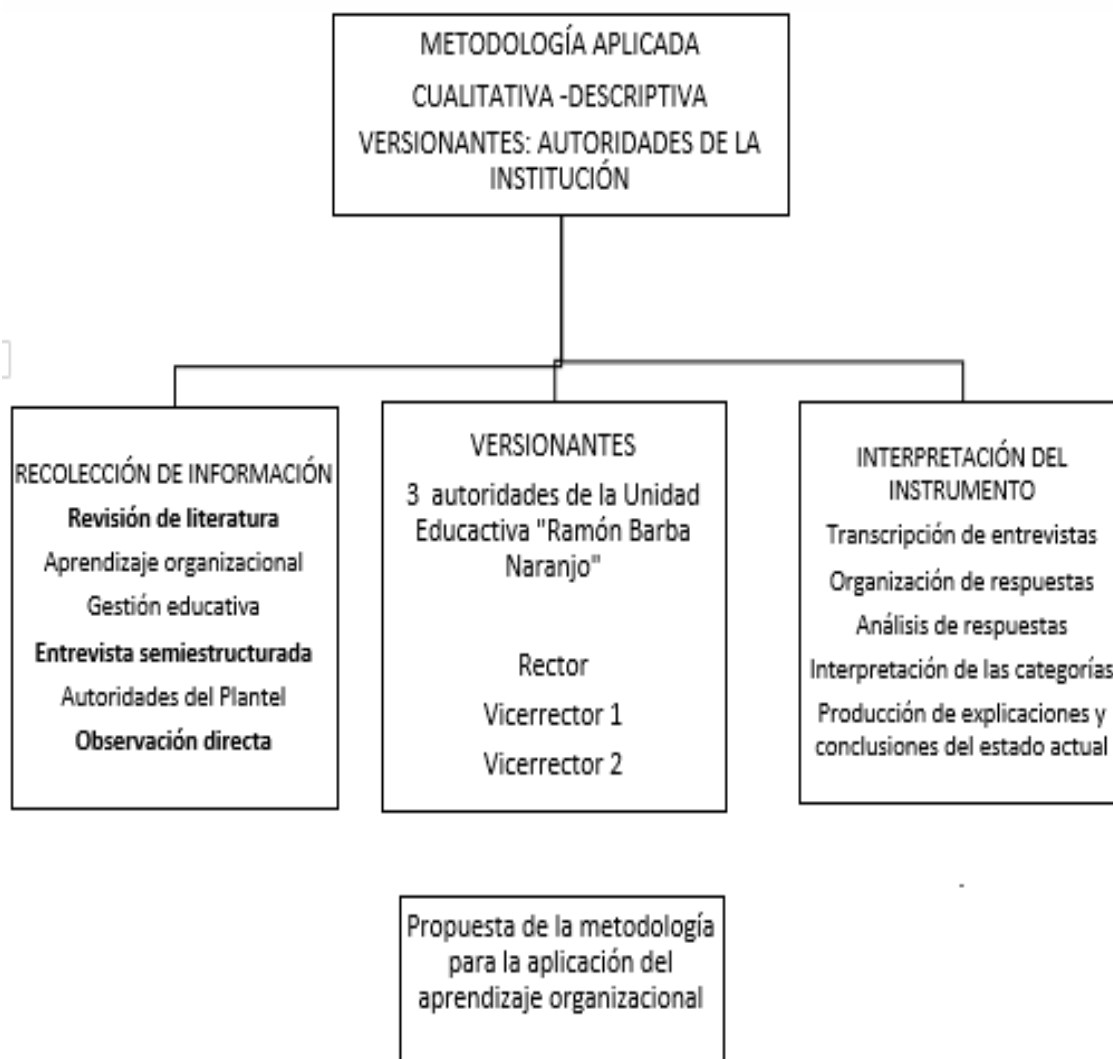 METODOLOGÍA APLICADA
CUALITATIVA -DESCRIPTIVA
VERSIONANTES: AUTORIDADES DE LA
INSTITUCIÓN
RECOLECCIÓN DE INFORMACIÓN
Revisión de literatura
Aprendizaje organizacional
Gestión educativa
Entrevista semiestructurada
Autoridades del Plantel
Observación directa
VERSIONANTES
3 autoridades de la Unidad
Educactiva "Ramón Barba
Naranjo"
Rector
Vicerrector 1
Vicerrector 2
INTERPRETACIÓN DEL
INSTRUMENTO
Transcripción de entrevistas
Organización de respuestas
Análisis de respuestas
Interpretación de las categorías
Producción de explicaciones y
conclusiones del estado actual
Propuesta de la metodología
para la aplicación del
aprendizaje organizacional